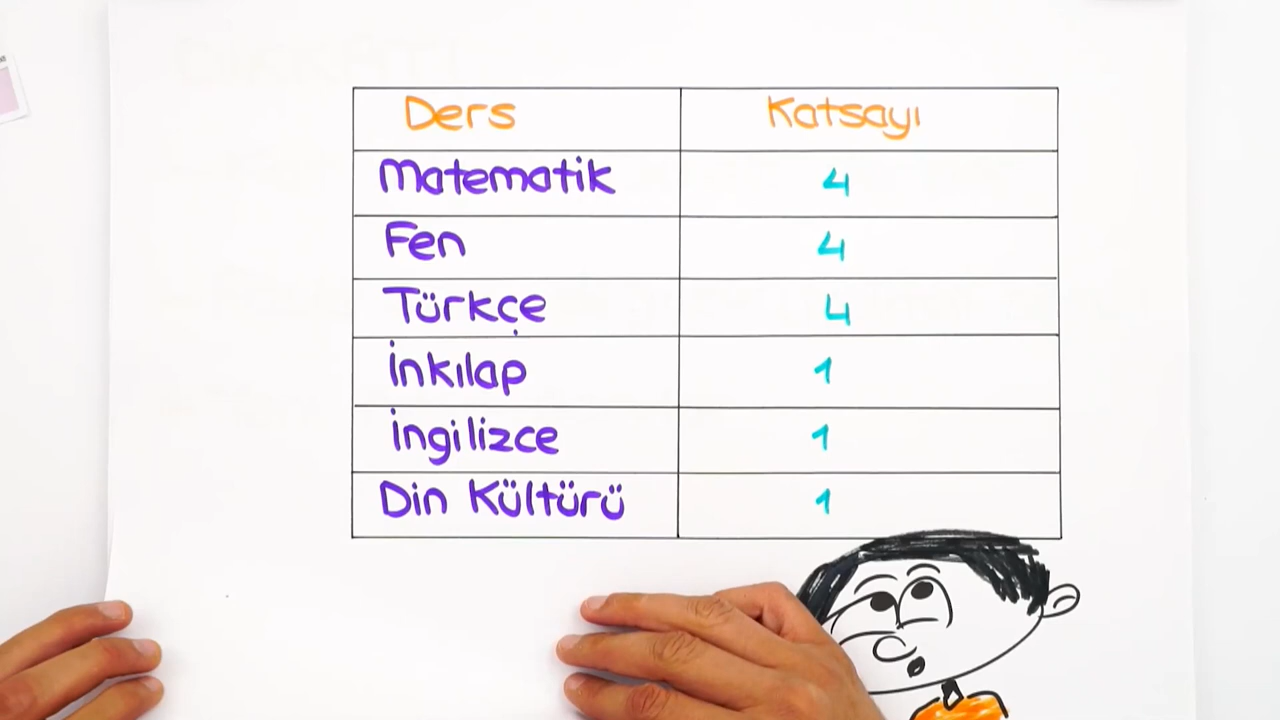 Ders Katsayı
Matematik 4
Fen 4
Türkçe 4
İnkılap 1
İngilizce 1
Din Kültürü 1